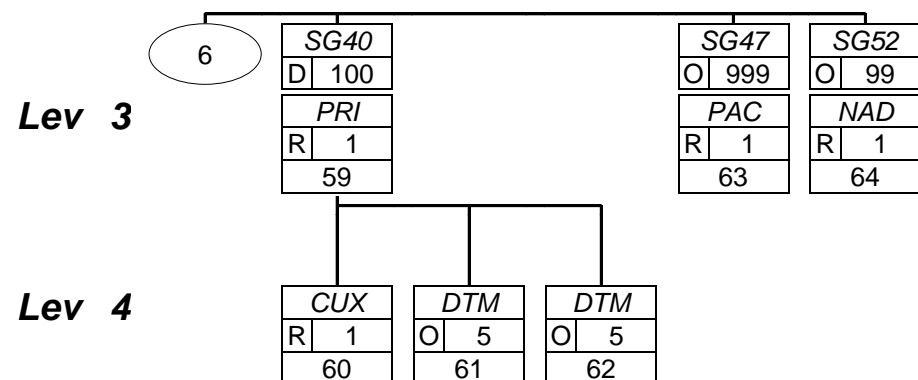 6
SG40
D 100
SG47
O 999
SG52
O 99
Lev 3
PRI
R 1
59
PAC
R 1
63
NAD
R 1
64
Lev 4
CUX
R 1
60
DTM
O 5
61
DTM
O 5
62